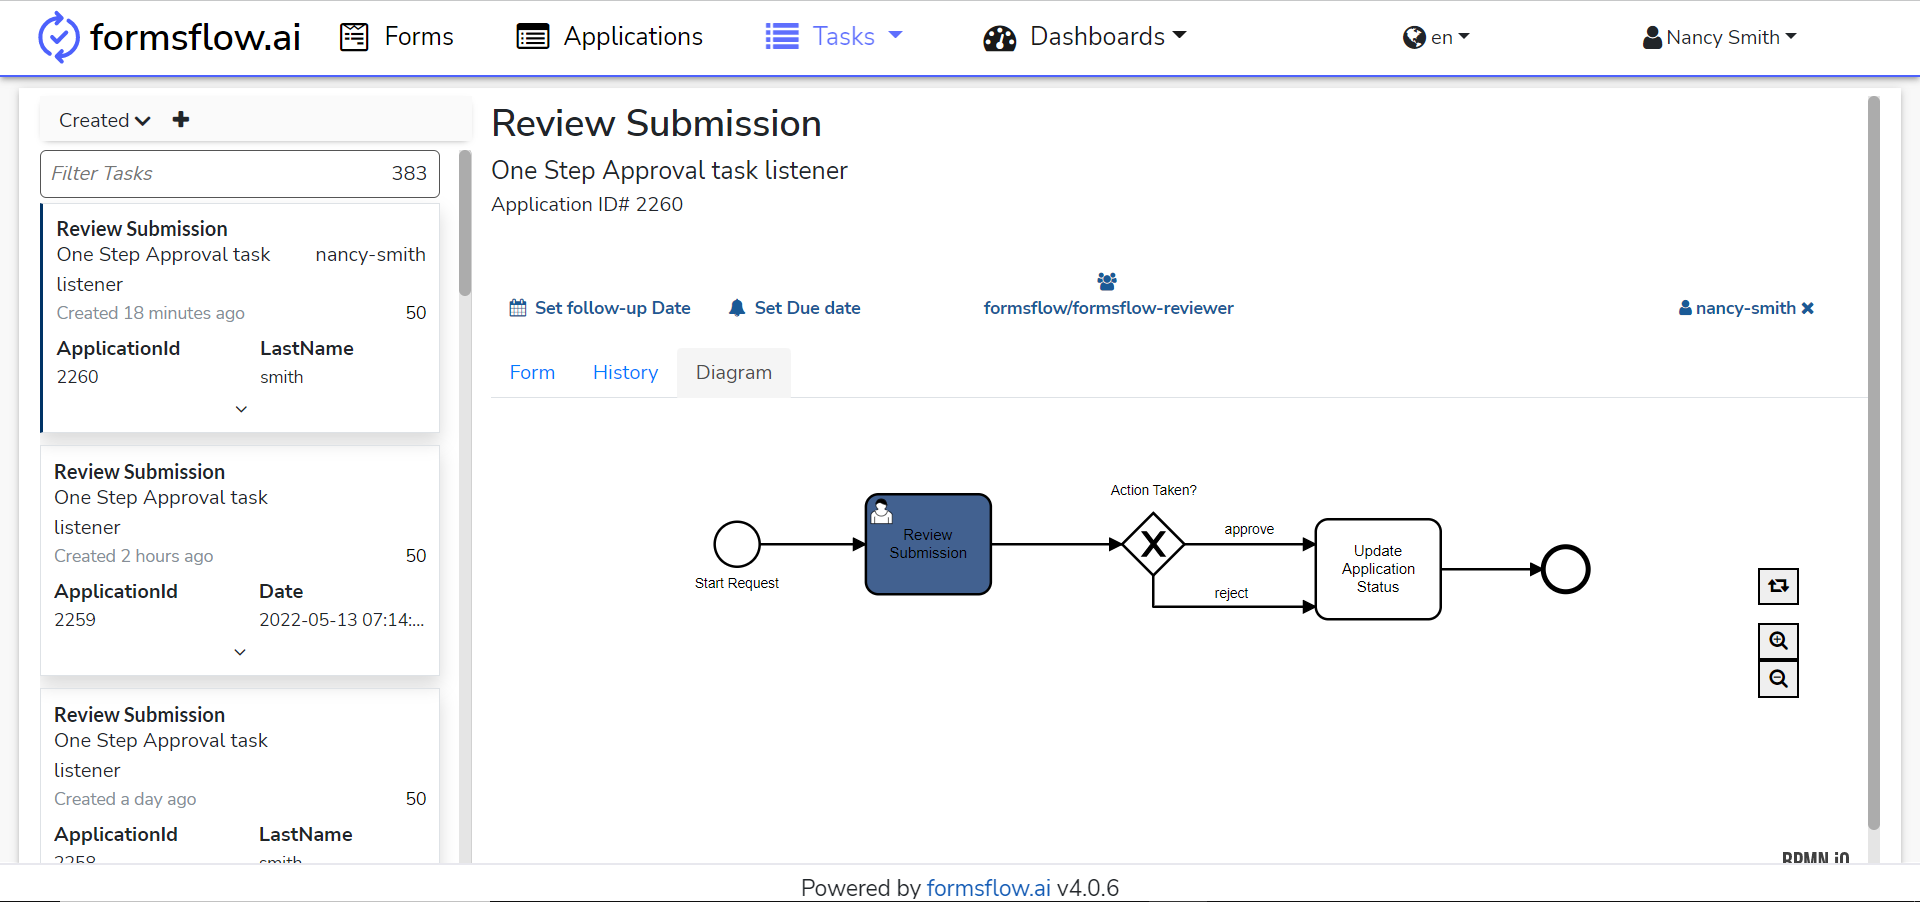 formsflow.ai
Forms
Applications
Tasks
Dashboards
en
Nancy Smith
Created
Filter Tasks 383
Review Submission
One Step Approval task nancy-smith
listener
Created 18 minutes ago 50
ApplicationId LastName
2260 smith
Review Submission
One Step Approval task
listener
Created 2 hours ago 50
ApplicationId Date
2259 2022-05-13 07:14:...
Review Submission
One Step Approval task
listener
Created a day ago 50
ApplicationId LastName
2258 smith
Review Submission
One Step Approval task listener
Application ID# 2260
Set follow-up Date
Set Due date
formsflow/formsflow-reviewer
nancy-smith
Form History Diagram
Start Request
Review
Submission
Action Taken?
X
approve
reject
Update
Application
Status
BPMN.iO
Powered by formsflow.ai v4.0.6